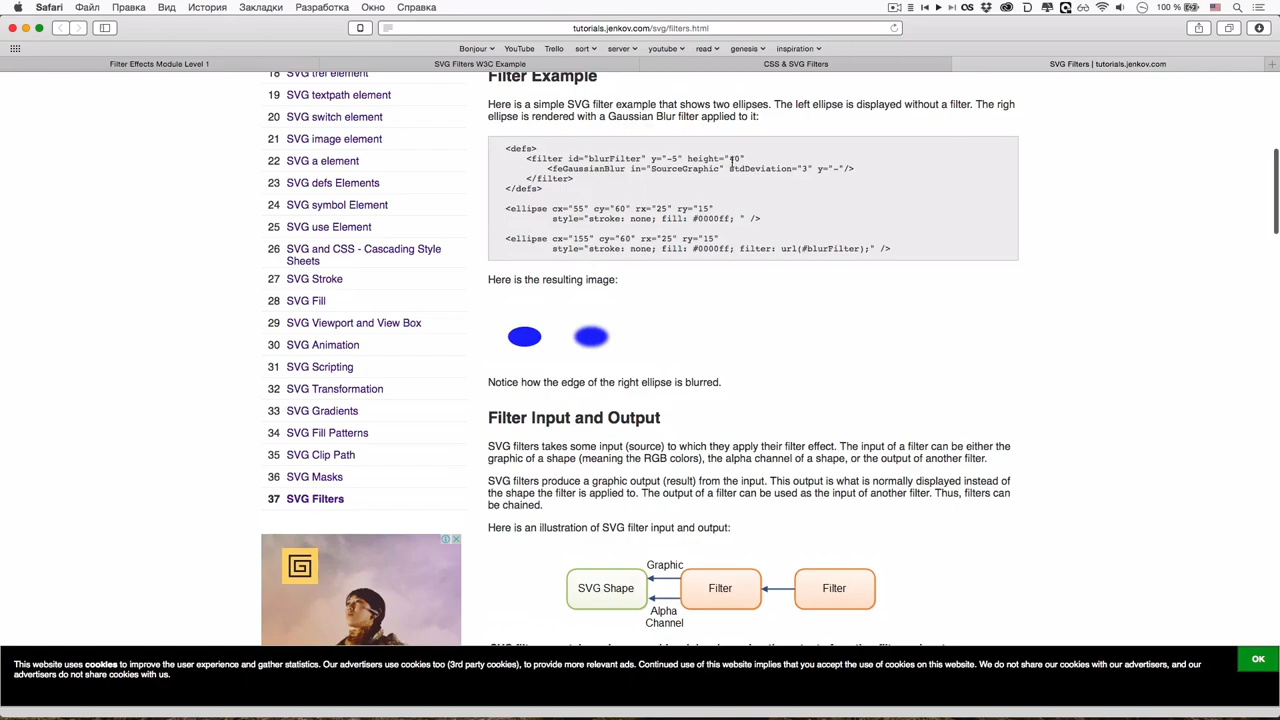 Safari Файл Правка Вид История Закладки Разработка Окно Справка 100 %
tutorials.jenkov.com/svg/filters.html
Bonjour YouTube Trello sort server youtube read genesis inspiration
Filter Effects Module Level 1 SVG Filters W3C Example CSS & SVG Filters SVG Filters | tutorials.jenkov.com
18 SVG tref element
19 SVG textpath element
20 SVG switch element
21 SVG image element
22 SVG a element
23 SVG defs Elements
24 SVG symbol Element
25 SVG use Element
26 SVG and CSS - Cascading Style
Sheets
27 SVG Stroke
28 SVG Fill
29 SVG Viewport and View Box
30 SVG Animation
31 SVG Scripting
32 SVG Transformation
33 SVG Gradients
34 SVG Fill Patterns
35 SVG Clip Path
36 SVG Masks
37 SVG Filters
Filter Example
Here is a simple SVG filter example that shows two ellipses. The left ellipse is displayed without a filter. The righ
ellipse is rendered with a Gaussian Blur filter applied to it:
<defs>
<filter id="blurFilter" y="-5" height="40"
<feGaussianBlur in="SourceGraphic" stdDeviation="3" y="-"/>
</filter>
</defs>
<ellipse cx="55" cy="60" rx="25" ry="15"
style="stroke: none; fill: #0000ff; " />
<ellipse cx="155" cy="60" rx="25" ry="15"
style="stroke: none; fill: #0000ff; filter: url(#blurFilter);" />
Here is the resulting image:
Notice how the edge of the right ellipse is blurred.
Filter Input and Output
SVG filters takes some input (source) to which they apply their filter effect. The input of a filter can be either the
graphic of a shape (meaning the RGB colors), the alpha channel of a shape, or the output of another filter.
SVG filters produce a graphic output (result) from the input. This output is what is normally displayed instead of
the shape the filter is applied to. The output of a filter can be used as the input of another filter. Thus, filters can
be chained.
Here is an illustration of SVG filter input and output:
Graphic
SVG Shape Filter Filter
Alpha
Channel
This website uses cookies to improve the user experience and gather statistics. Our advertisers use cookies too (3rd party cookies), to provide more relevant ads. Continued use of this website implies that you accept the use of cookies on this website. We do not share our cookies with our advertisers, and our
advertisers do not share cookies with us.
OK